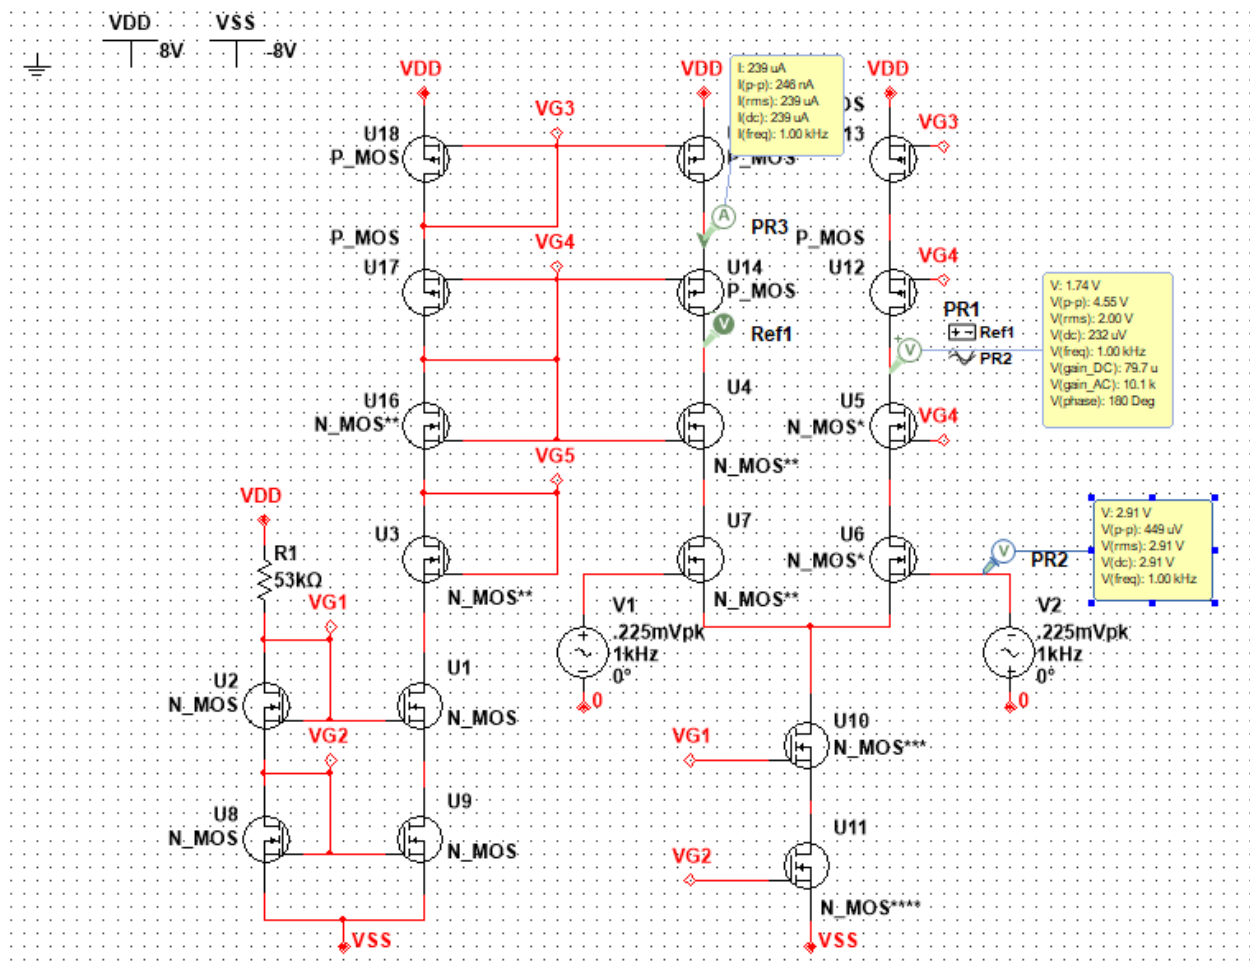 VDD
8V
VSS
-8V
VDD
VDD
VDD
I: 239 uA
I(p-p): 246 nA
I(rms): 239 uA
I(dc): 239 uA
I(freq): 1.00 kHz
VG3
VG3
U18
P_MOS
P_MOS
OS
13
PR3
P_MOS
U17
VG4
U14
P_MOS
P_MOS
U12
VG4
PR1
Ref1
PR2
Ref1
V: 1.74 V
V(p-p): 4.55 V
V(rms): 2.00 V
V(dc): 232 uV
V(freq): 1.00 kHz
V(gain_DC): 79.7 u
V(gain_AC): 10.1 k
V(phase): 180 Deg
U16
N_MOS**
U4
N_MOS**
U5
N_MOS*
VG4
VG5
VDD
R1
53kΩ
U3
N_MOS**
U7
N_MOS**
U6
N_MOS*
PR2
V: 2.91 V
V(p-p): 449 uV
V(rms): 2.91 V
V(dc): 2.91 V
V(freq): 1.00 kHz
VG1
V1
.225mVpk
1kHz
0°
0
V2
.225mVpk
1kHz
0°
0
U2
N_MOS
U1
N_MOS
VG2
VG1
U10
N_MOS***
U8
N_MOS
U9
N_MOS
VG2
U11
N_MOS****
VSS
VSS
A
V
V
V